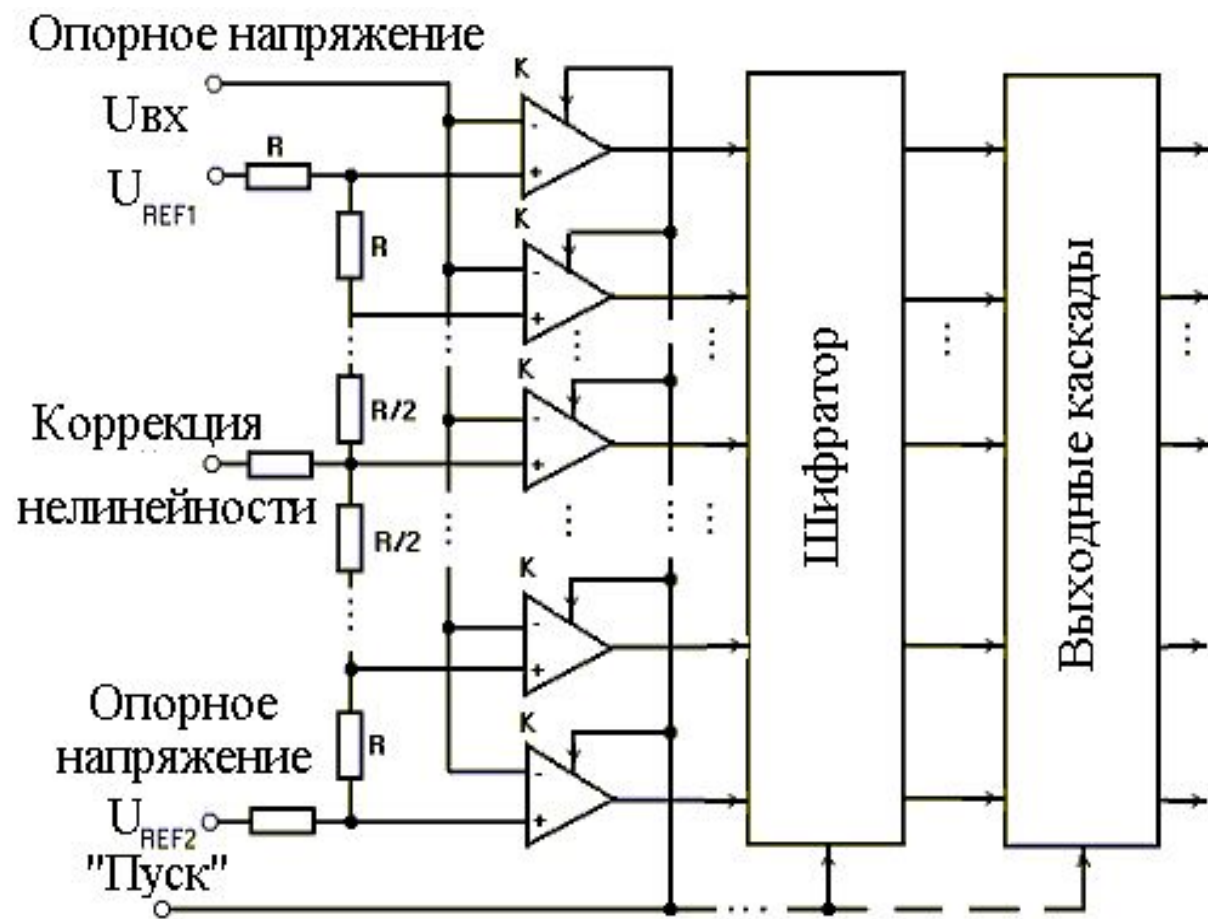 Опорное напряжение
Uвх
U REF1
R
R
K
K
K
K
K
R/2
Коррекция
нелинейности
R/2
Опорное
напряжение
R
U REF2
"Пуск"
Шифратор
Выходные каскады
- +
- +
- +
- +
- +